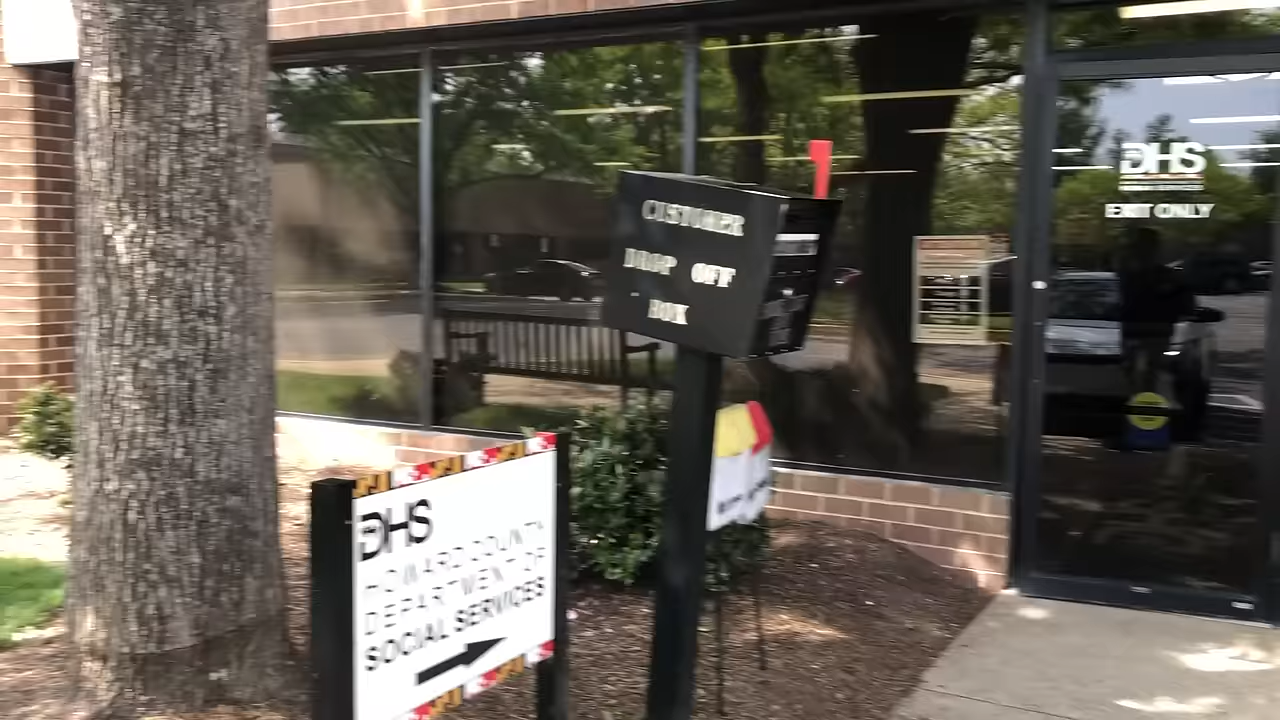 CUSTOMER
DROP OFF
BOX
DHS
EXIT ONLY
DHS
HOWARD COUNTY
DEPARTMENT OF
SOCIAL SERVICES